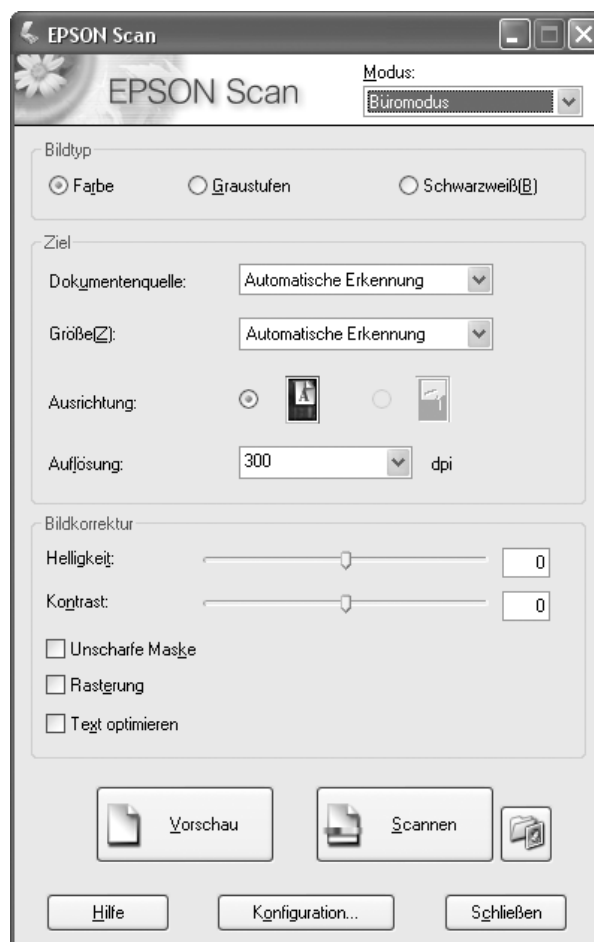 EPSON Scan
EPSON Scan
Modus:
Büromodus
Bildtyp
Farbe Graustufen Schwarzweiß(B)
Ziel
Dokumentenquelle: Automatische Erkennung
Größe(Z): Automatische Erkennung
Ausrichtung: A
Auflösung: 300 dpi
Bildkorrektur
Helligkeit: 0
Kontrast: 0
Unscharfe Maske
Rasterung
Text optimieren
Vorschau Scannen
Hilfe Konfiguration... Schließen